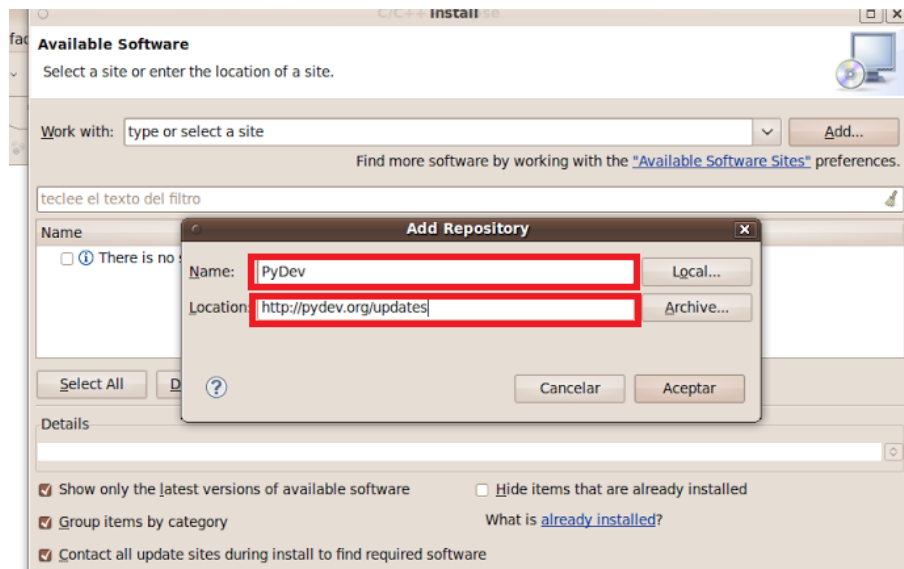 C/C++ Install se
fac
Available Software
Select a site or enter the location of a site.
Work with: type or select a site Add...
Find more software by working with the "Available Software Sites" preferences.
teclee el texto del filtro
Name
There is no
Add Repository
Name: PyDev Local...
Location: http://pydev.org/updates Archive...
Cancelar Aceptar
Select All D
Details
Show only the latest versions of available software Hide items that are already installed
Group items by category What is already installed?
Contact all update sites during install to find required software